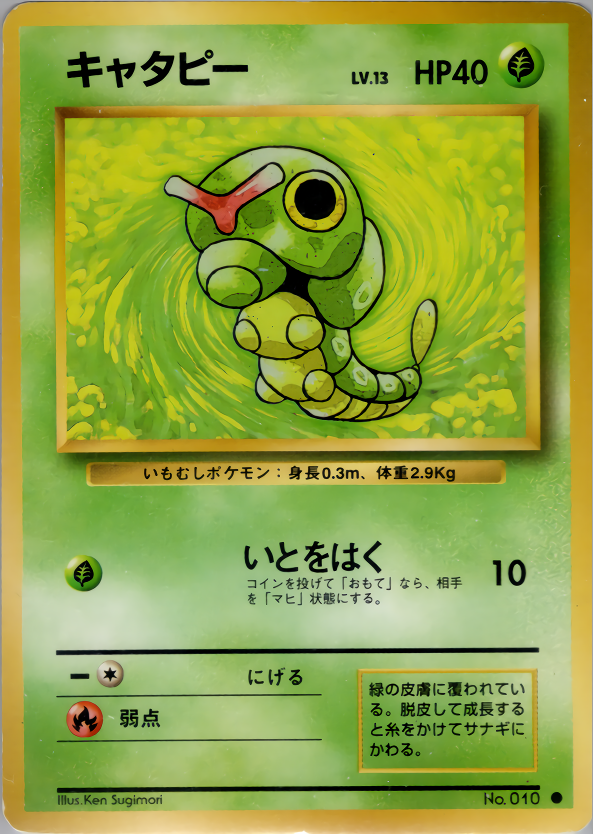 キャタピー LV.13 HP40
いもむしポケモン：身長0.3m、体重2.9Kg
いとをはく 10
コインを投げて「おもて」なら、相手
を「マヒ」状態にする。
にげる
弱点
緑の皮膚に覆われてい
る。脱皮して成長する
と糸をかけてサナギに
かわる。
Illus.Ken Sugimori No.010